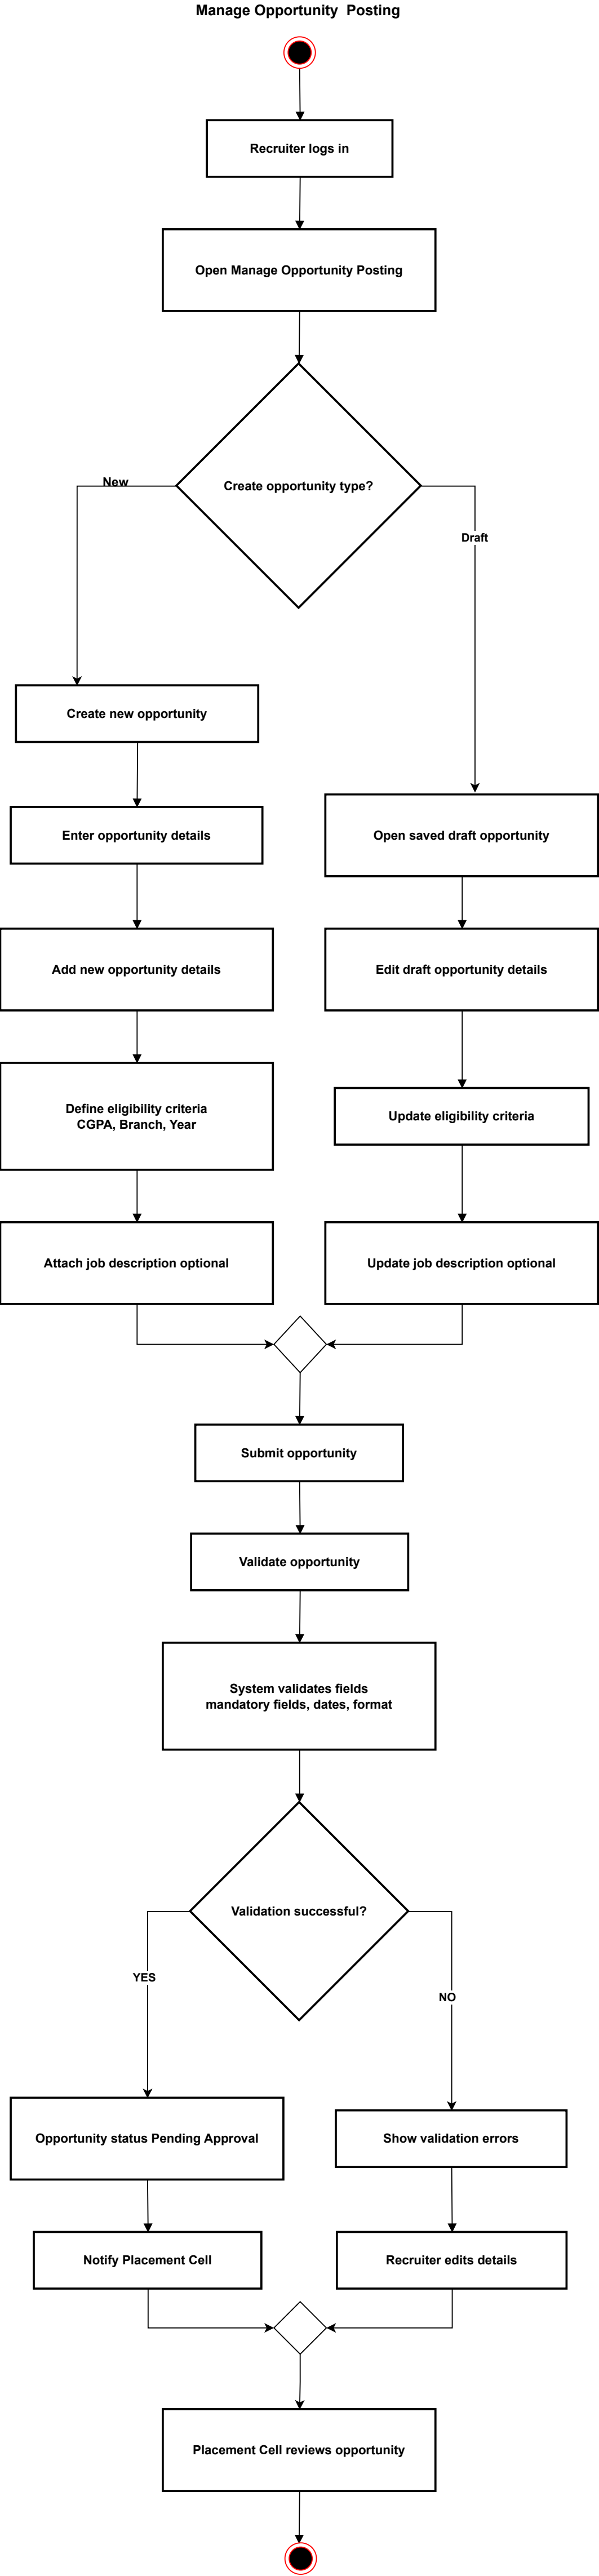 Manage Opportunity  Posting
Recruiter logs in
Open Manage Opportunity Posting
Create opportunity type?
New
Draft
Create new opportunity
Enter opportunity details
Open saved draft opportunity
Add new opportunity details
Edit draft opportunity details
Define eligibility criteria
CGPA, Branch, Year
Update eligibility criteria
Attach job description optional
Update job description optional
Submit opportunity
Validate opportunity
System validates fields
mandatory fields, dates, format
Validation successful?
YES
NO
Opportunity status Pending Approval
Show validation errors
Notify Placement Cell
Recruiter edits details
Placement Cell reviews opportunity